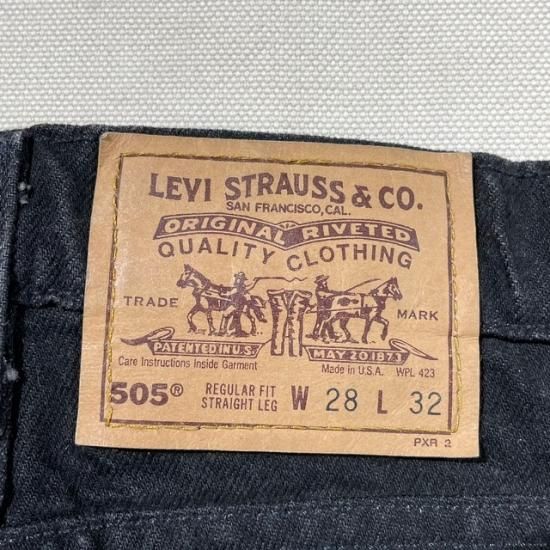 LEVI STRAUSS & CO.
SAN FRANCISCO, CAL.
ORIGINAL RIVETED
QUALITY CLOTHING
TRADE MARK
PATENTED IN U.S. MAY 20 1873
Care Instructions Inside Garment Made in U.S.A. WPL 423
505® REGULAR FIT STRAIGHT LEG W 28 L 32
PXR 2